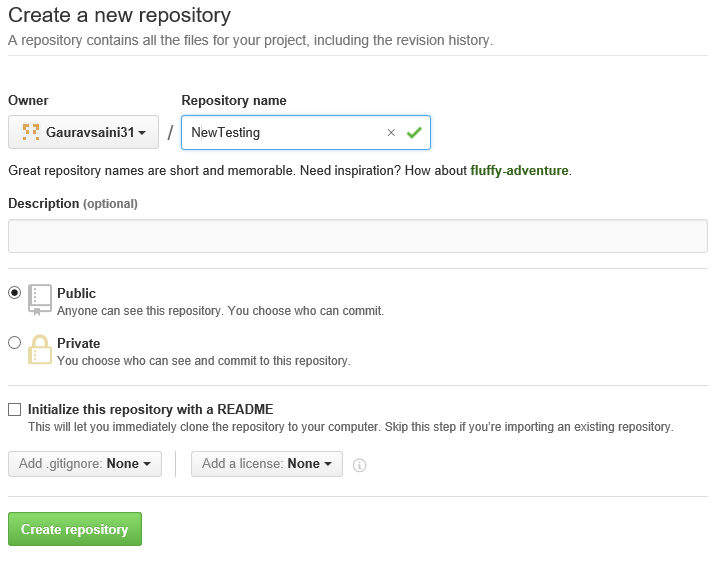 Create a new repository
A repository contains all the files for your project, including the revision history.
Owner
Repository name
Gauravsaini31 / NewTesting
Great repository names are short and memorable. Need inspiration? How about fluffy-adventure.
Description (optional)
Public
Anyone can see this repository. You choose who can commit.
Private
You choose who can see and commit to this repository.
Initialize this repository with a README
This will let you immediately clone the repository to your computer. Skip this step if you're importing an existing repository.
Add .gitignore: None
Add a license: None
Create repository